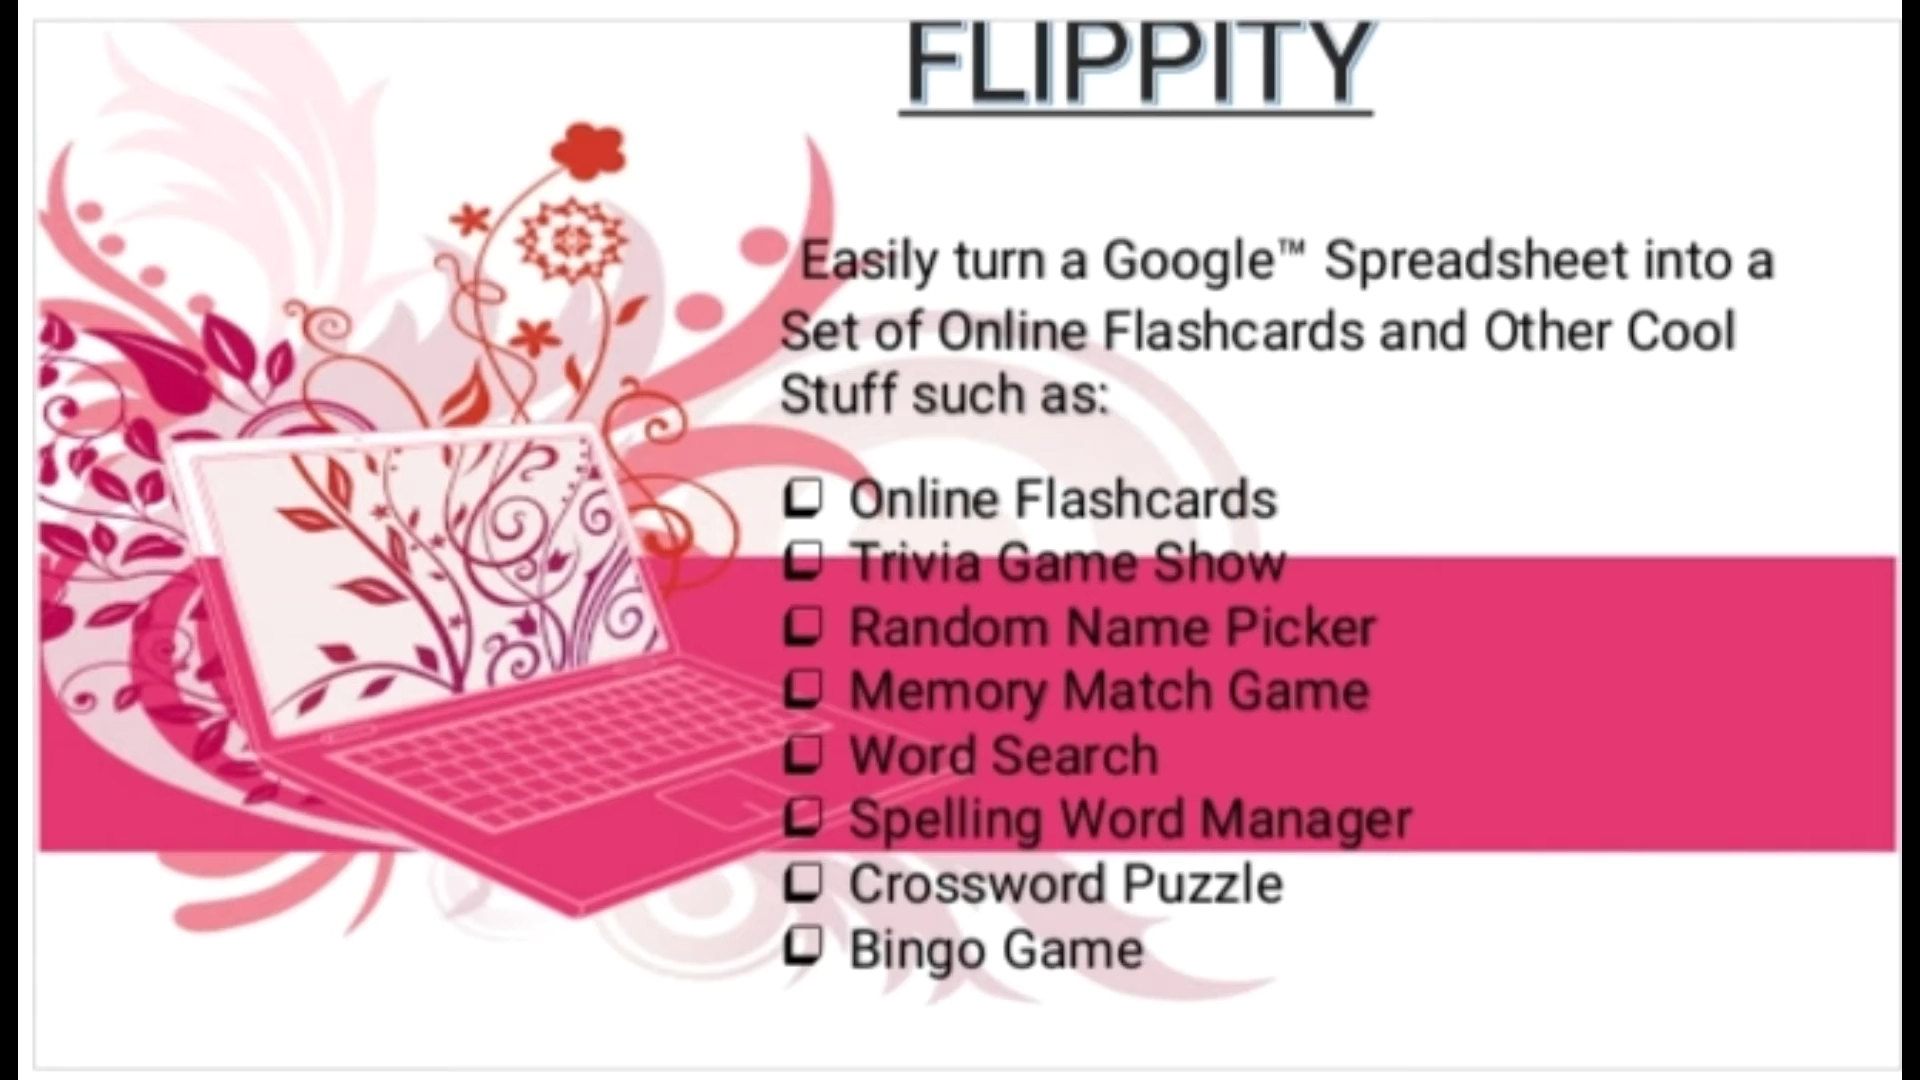 FLIPPITY
Easily turn a Google™ Spreadsheet into a
Set of Online Flashcards and Other Cool
Stuff such as:
❑ Online Flashcards
❑ Trivia Game Show
❑ Random Name Picker
❑ Memory Match Game
❑ Word Search
❑ Spelling Word Manager
❑ Crossword Puzzle
❑ Bingo Game